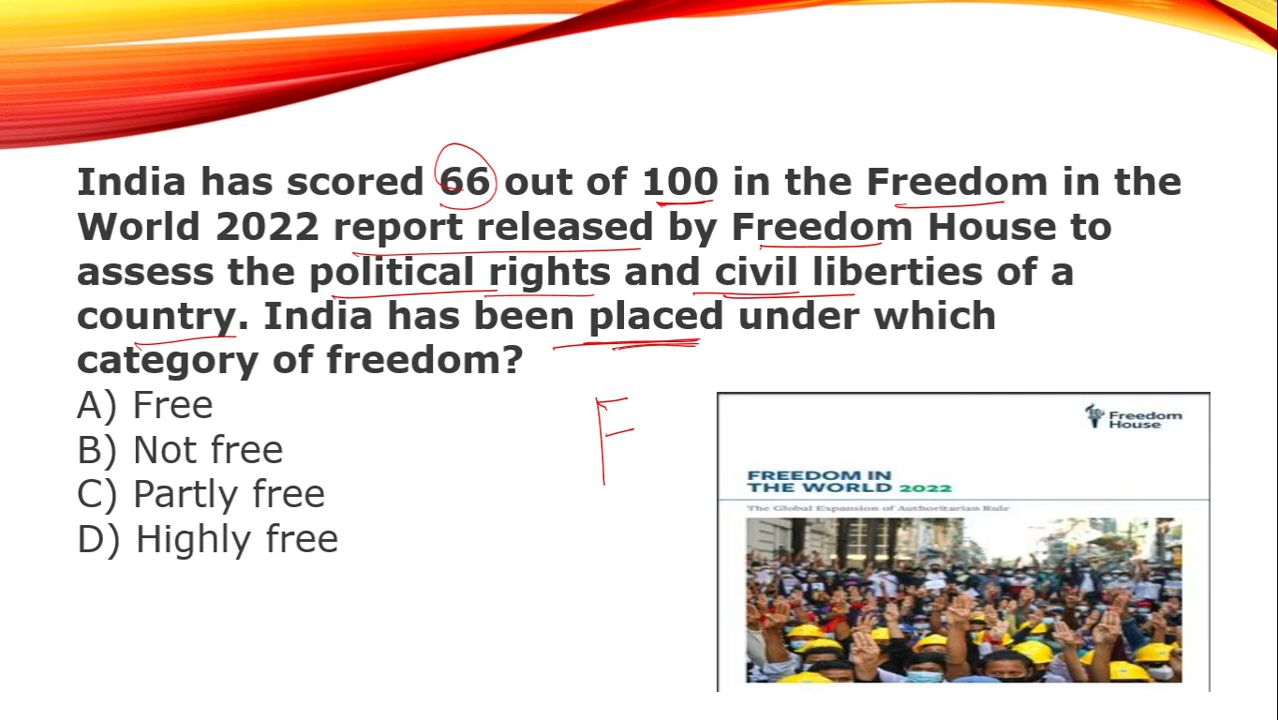 India has scored 66 out of 100 in the Freedom in the
World 2022 report released by Freedom House to
assess the political rights and civil liberties of a
country. India has been placed under which
category of freedom?
A) Free
B) Not free
C) Partly free
D) Highly free
F
Freedom
House
FREEDOM IN
THE WORLD 2022
The Global Expansion of Authoritarian Rule